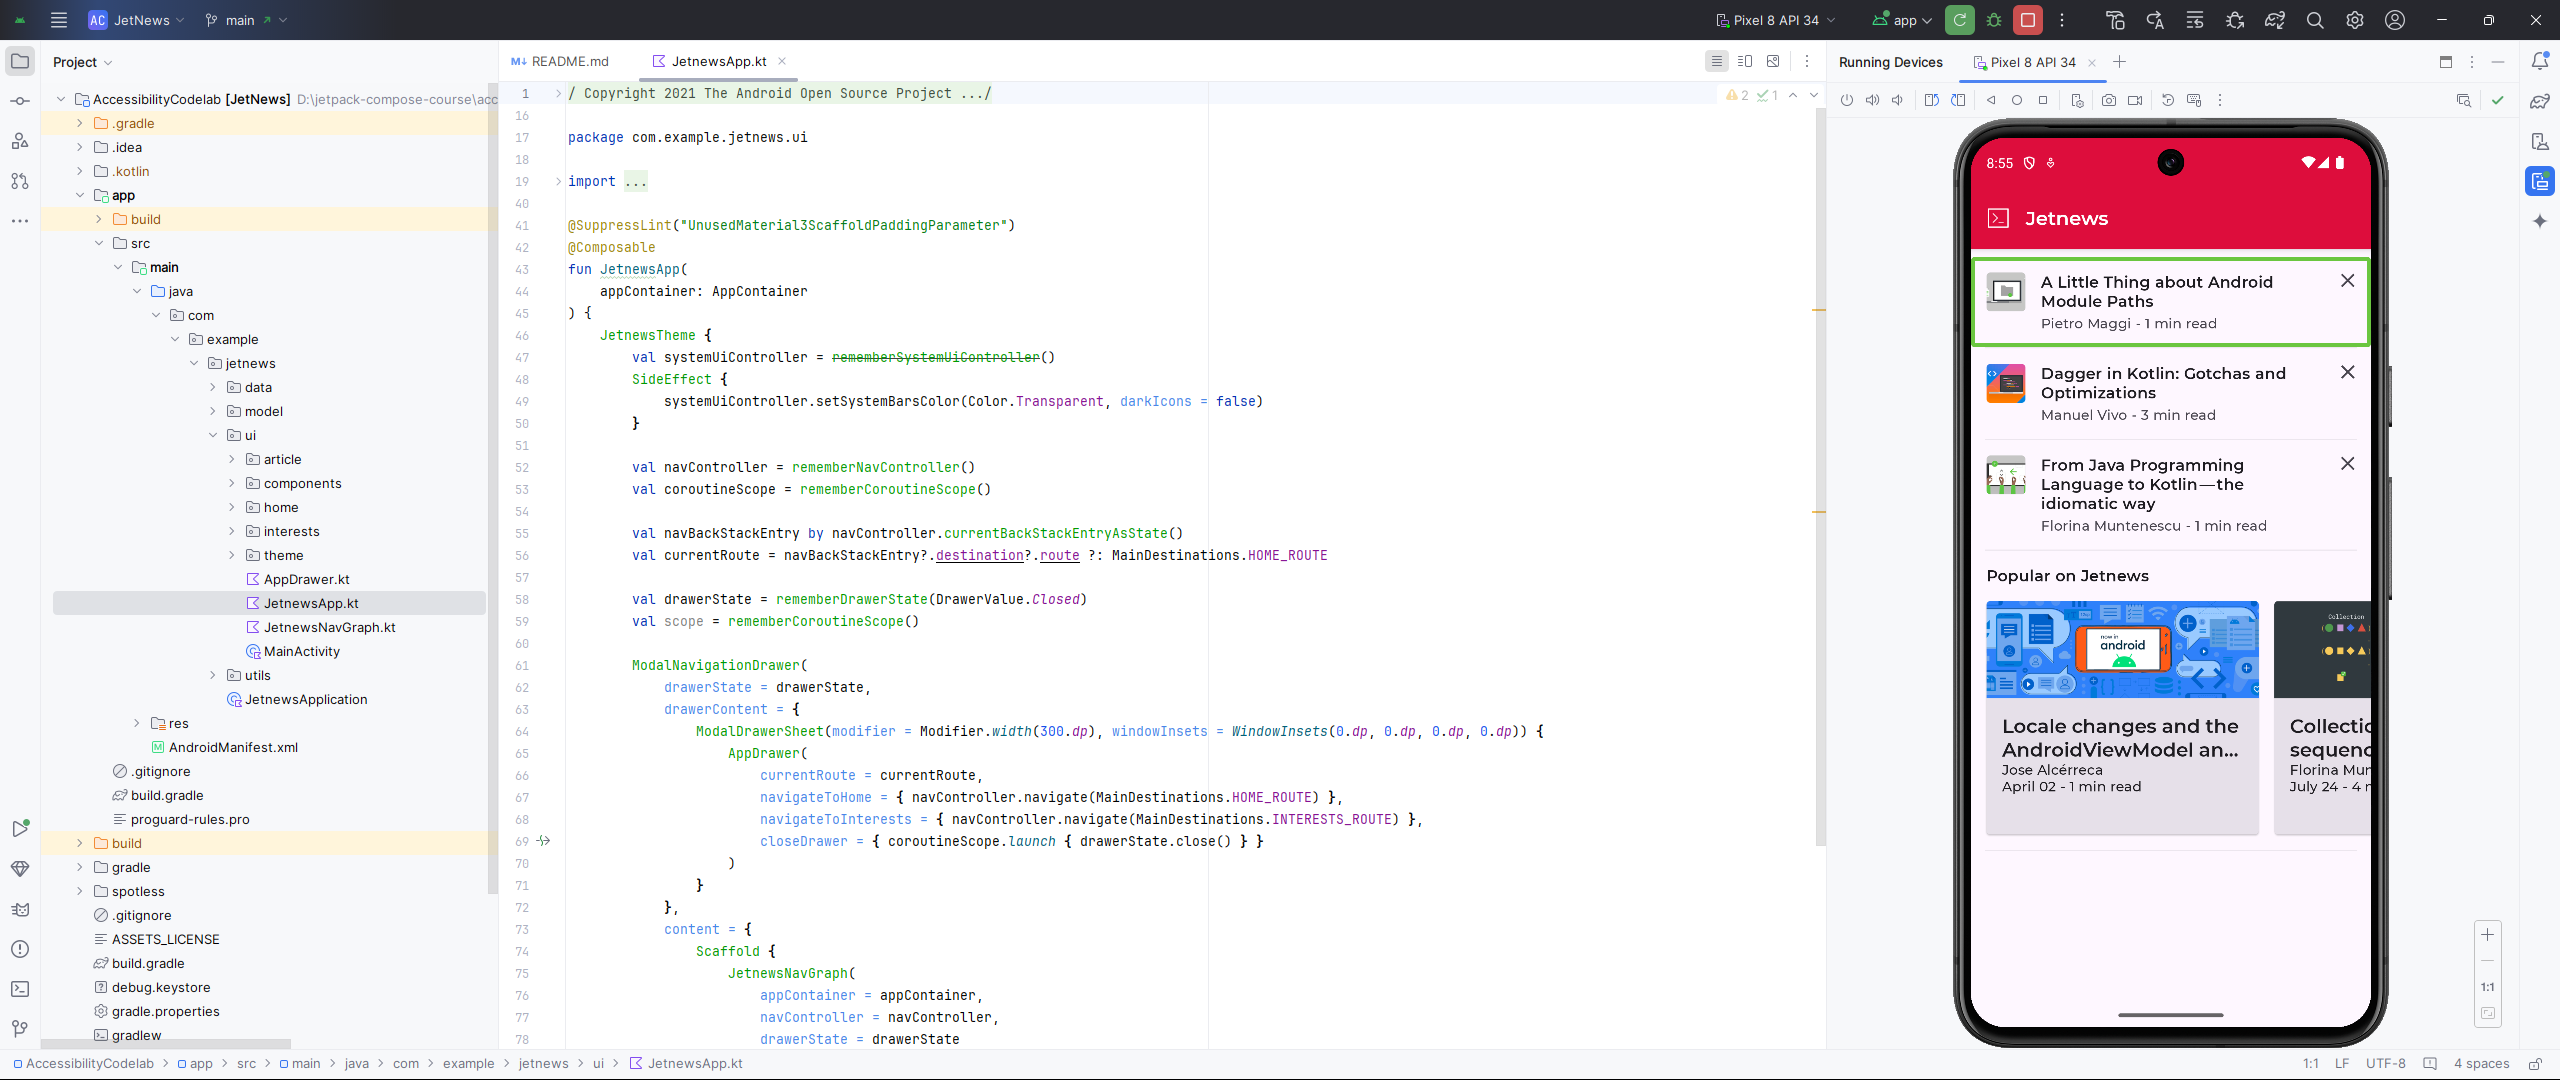 AC JetNews main
Pixel 8 API 34 app
Project
AccessibilityCodelab [JetNews] D:\jetpack-compose-course\acc
.gradle
.idea
.kotlin
app
build
src
main
java
com
example
jetnews
data
model
ui
article
components
home
interests
theme
AppDrawer.kt
JetnewsApp.kt
JetnewsNavGraph.kt
MainActivity
utils
JetnewsApplication
res
AndroidManifest.xml
.gitignore
build.gradle
proguard-rules.pro
build
gradle
spotless
.gitignore
ASSETS_LICENSE
build.gradle
debug.keystore
gradle.properties
gradlew
README.md JetnewsApp.kt
2 1
1 / Copyright 2021 The Android Open Source Project .../
16
17 package com.example.jetnews.ui
18
19 import ...
40
41 @SuppressLint("UnusedMaterial3ScaffoldPaddingParameter")
42 @Composable
43 fun JetnewsApp(
44 appContainer: AppContainer
45 ) {
46 JetnewsTheme {
47 val systemUiController = rememberSystemUiController()
48 SideEffect {
49 systemUiController.setSystemBarsColor(Color.Transparent, darkIcons = false)
50 }
51
52 val navController = rememberNavController()
53 val coroutineScope = rememberCoroutineScope()
54
55 val navBackStackEntry by navController.currentBackStackEntryAsState()
56 val currentRoute = navBackStackEntry?.destination?.route ?: MainDestinations.HOME_ROUTE
57
58 val drawerState = rememberDrawerState(DrawerValue.Closed)
59 val scope = rememberCoroutineScope()
60
61 ModalNavigationDrawer(
62 drawerState = drawerState,
63 drawerContent = {
64 ModalDrawerSheet(modifier = Modifier.width(300.dp), windowInsets = WindowInsets(0.dp, 0.dp, 0.dp, 0.dp)) {
65 AppDrawer(
66 currentRoute = currentRoute,
67 navigateToHome = { navController.navigate(MainDestinations.HOME_ROUTE) },
68 navigateToInterests = { navController.navigate(MainDestinations.INTERESTS_ROUTE) },
69 closeDrawer = { coroutineScope.launch { drawerState.close() } }
70 )
71 }
72 },
73 content = {
74 Scaffold {
75 JetnewsNavGraph(
76 appContainer = appContainer,
77 navController = navController,
78 drawerState = drawerState
Running Devices Pixel 8 API 34
8:55
Jetnews
A Little Thing about Android
Module Paths
Pietro Maggi - 1 min read
Dagger in Kotlin: Gotchas and
Optimizations
Manuel Vivo - 3 min read
From Java Programming
Language to Kotlin—the
idiomatic way
Florina Muntenescu - 1 min read
Popular on Jetnews
now in
android
Locale changes and the
AndroidViewModel an...
Jose Alcérreca
April 02 - 1 min read
Collection
Collectio
sequenc
Florina Mun
July 24 - 4 m
1:1
AccessibilityCodelab > app > src > main > java > com > example > jetnews > ui > JetnewsApp.kt
1:1 LF UTF-8 4 spaces